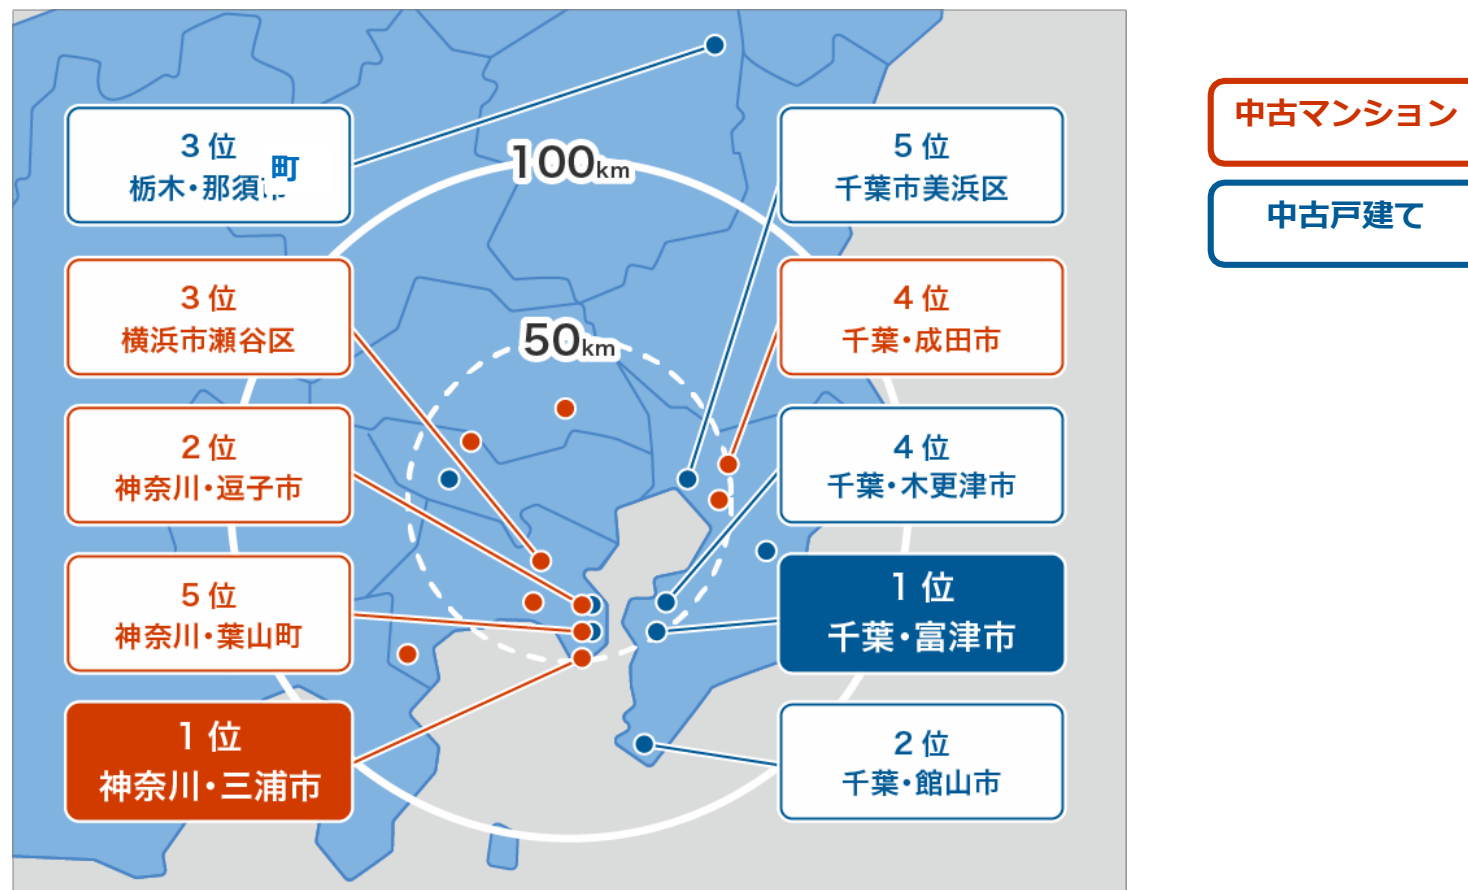 3位
栃木・那須町
3位
横浜市瀬谷区
2位
神奈川・逗子市
5位
神奈川・葉山町
1位
神奈川・三浦市
100km
50km
5位
千葉市美浜区
4位
千葉・成田市
4位
千葉・木更津市
1位
千葉・富津市
2位
千葉・館山市
中古マンション
中古戸建て